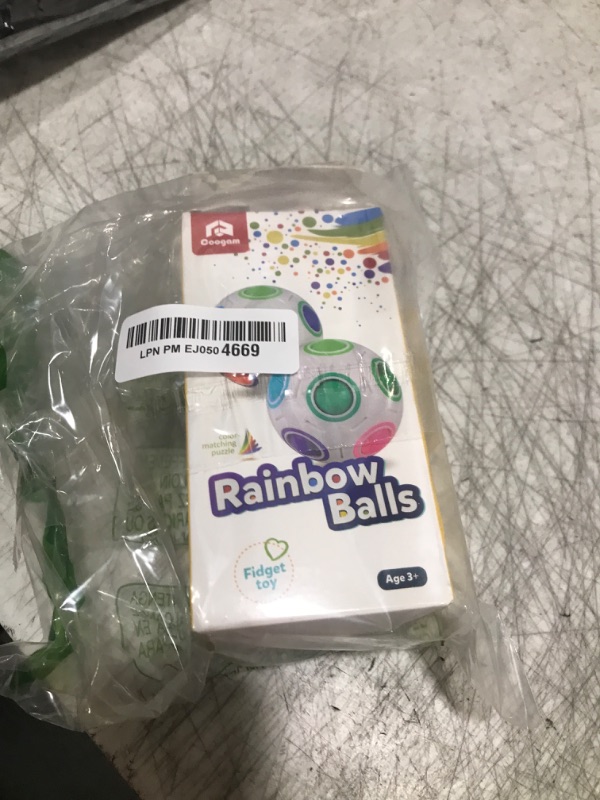 Coogam
LPN PM EJ050 4669
color
matching
puzzle
Rainbow
Balls
Fidget
toy
Age 3+